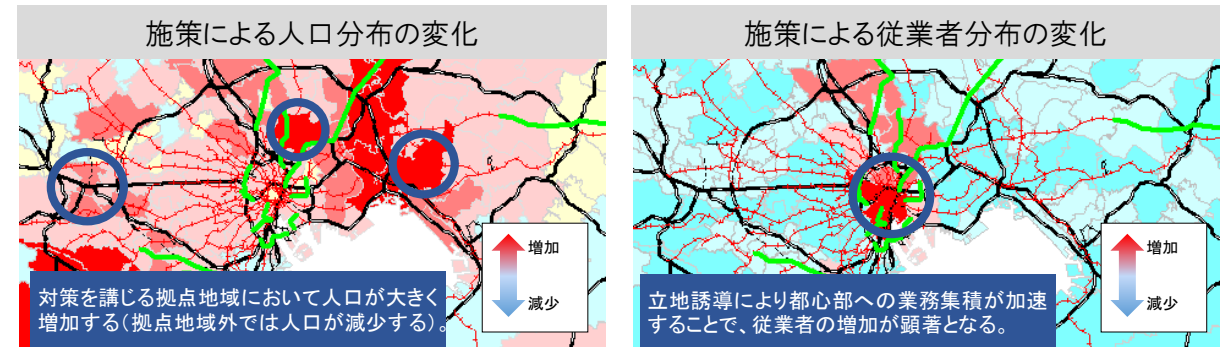 施策による人口分布の変化
施策による従業者分布の変化
増加
減少
対策を講じる拠点地域において人口が大きく
増加する（拠点地域外では人口が減少する）。
増加
減少
立地誘導により都心部への業務集積が加速
することで、従業者の増加が顕著となる。